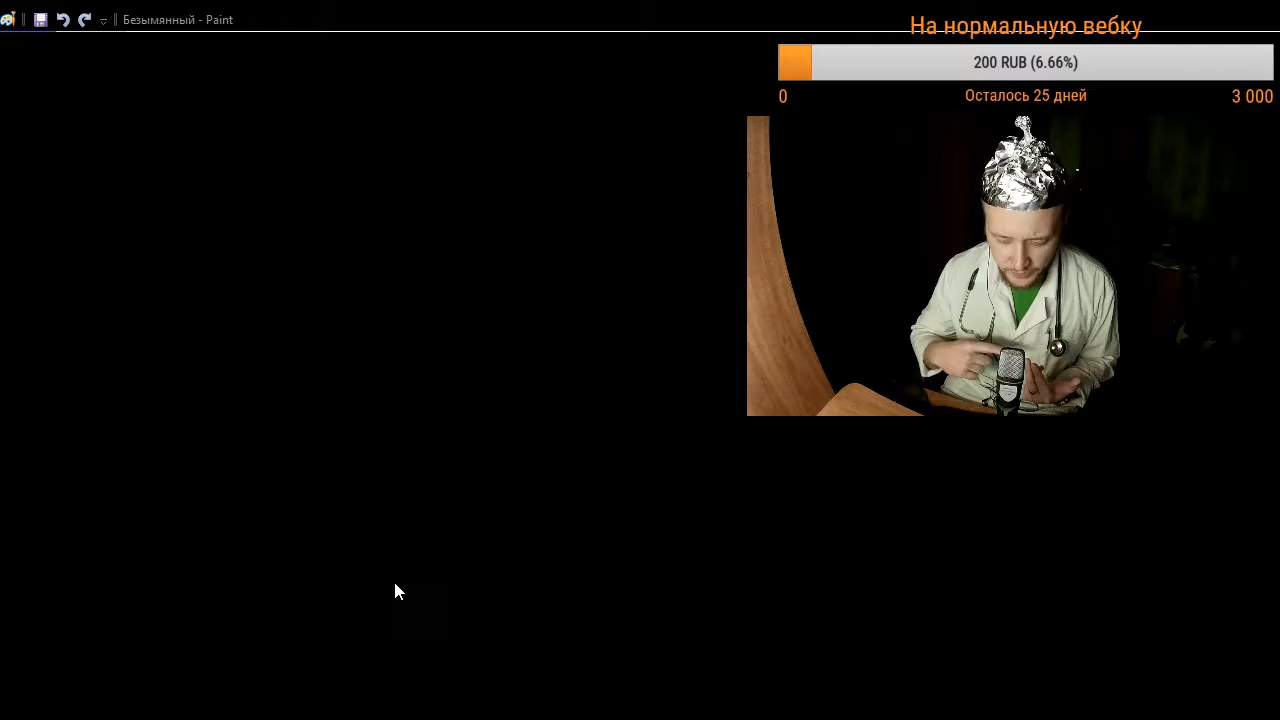 Безымянный - Paint
На нормальную вебку
200 RUB (6.66%)
0 Осталось 25 дней 3 000